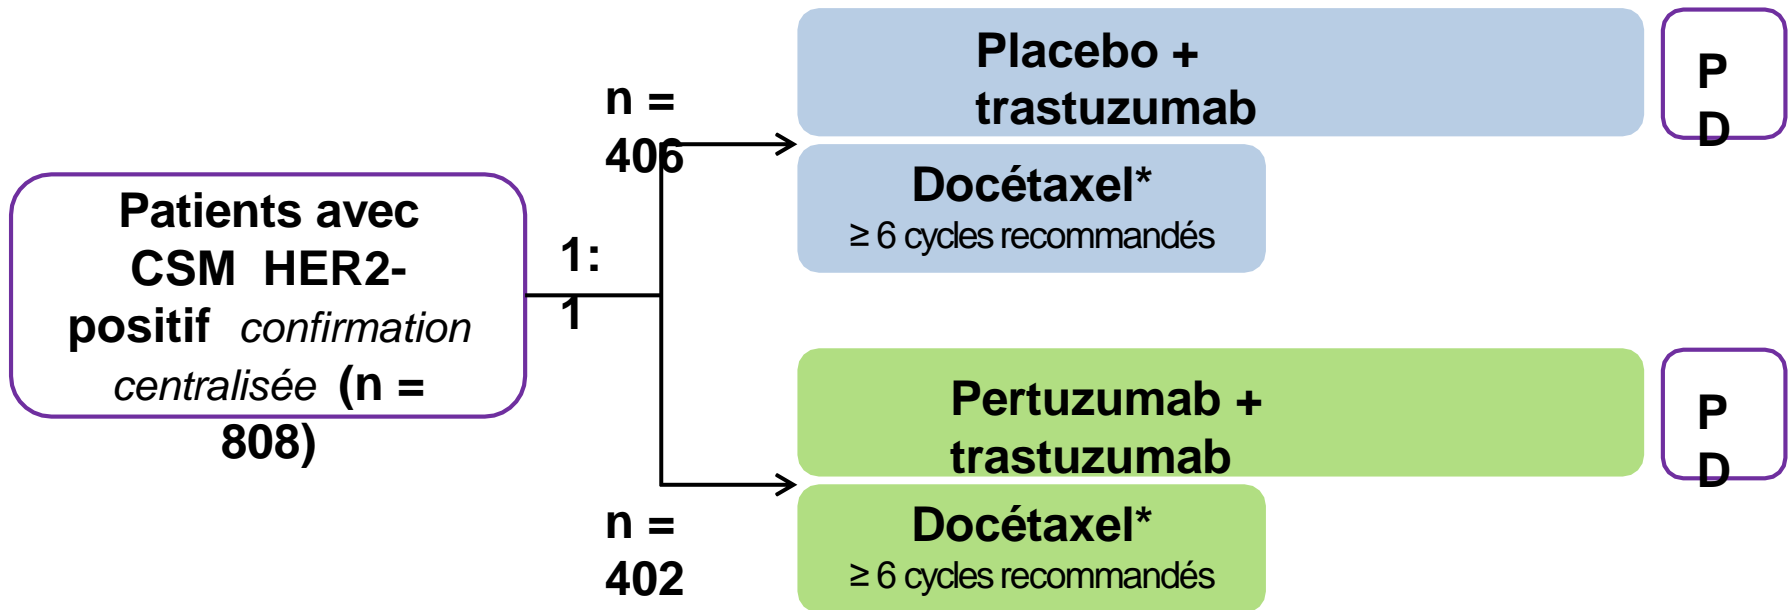 Patients avec
CSM HER2-
positif confirmation
centralisée (n =
808)
1:
1
n =
406
Placebo +
trastuzumab
P
D
Docétaxel*
≥ 6 cycles recommandés
n =
402
Pertuzumab +
trastuzumab
P
D
Docétaxel*
≥ 6 cycles recommandés